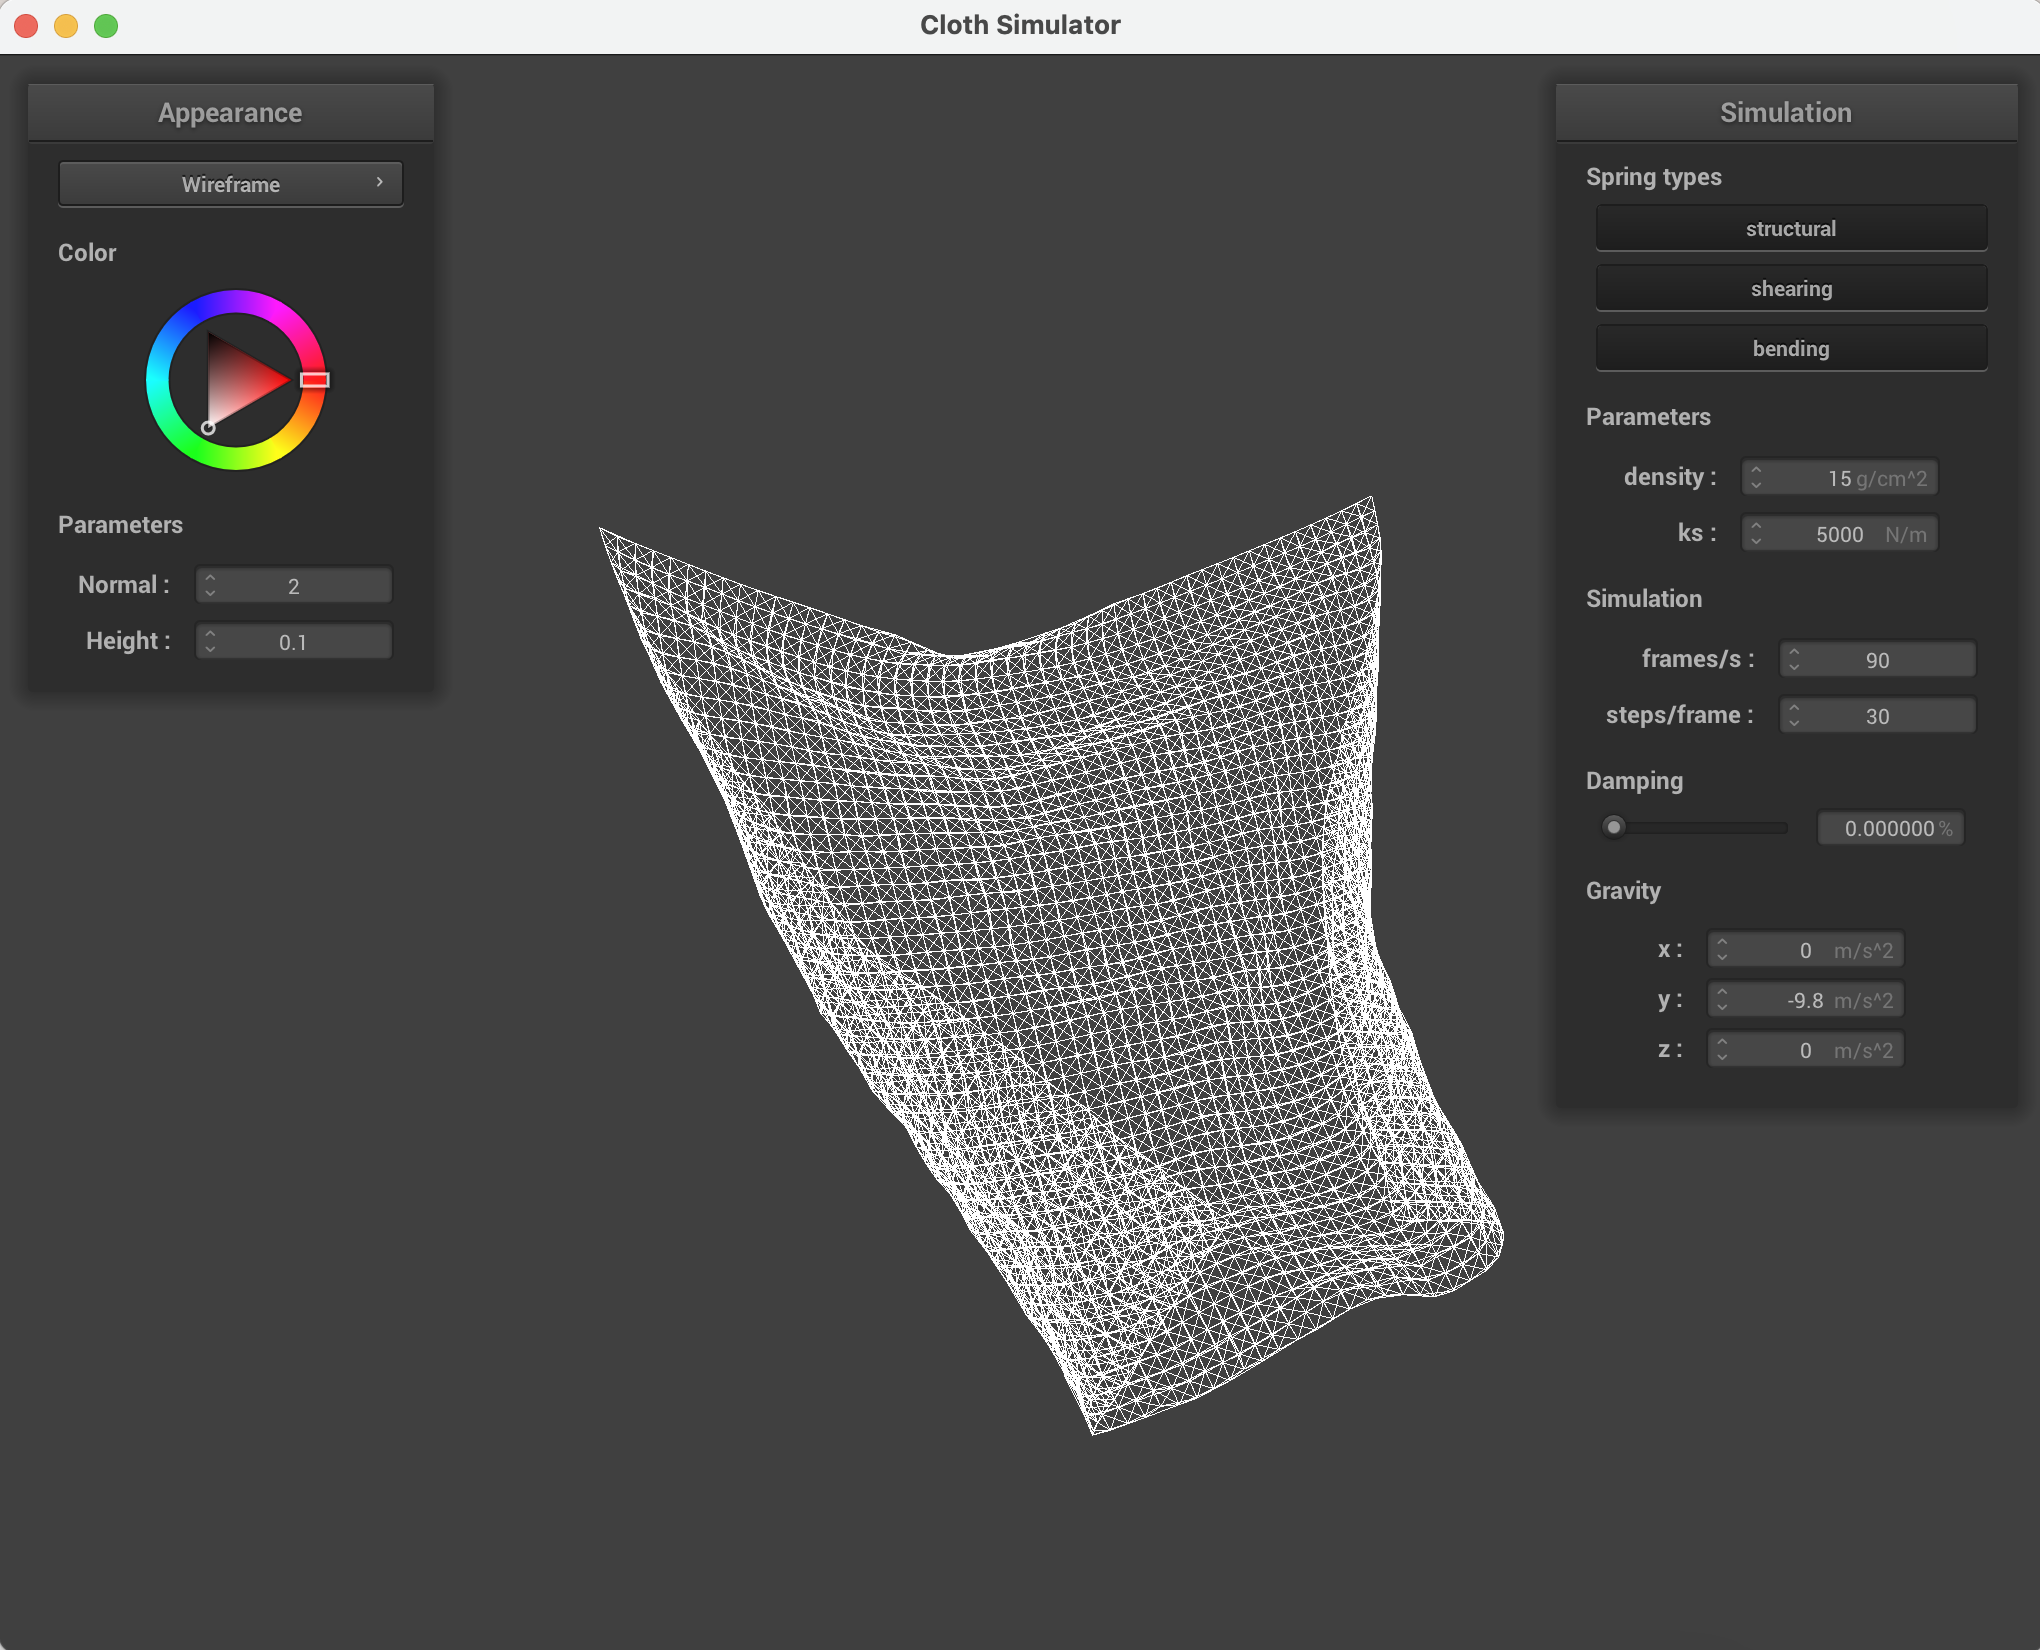 Cloth Simulator
Appearance
Wireframe
Color
Parameters
Normal : 2
Height : 0.1
Simulation
Spring types
structural
shearing
bending
Parameters
density : 15 g/cm^2
ks : 5000 N/m
Simulation
frames/s : 90
steps/frame : 30
Damping
0.000000 %
Gravity
x : 0 m/s^2
y : -9.8 m/s^2
z : 0 m/s^2